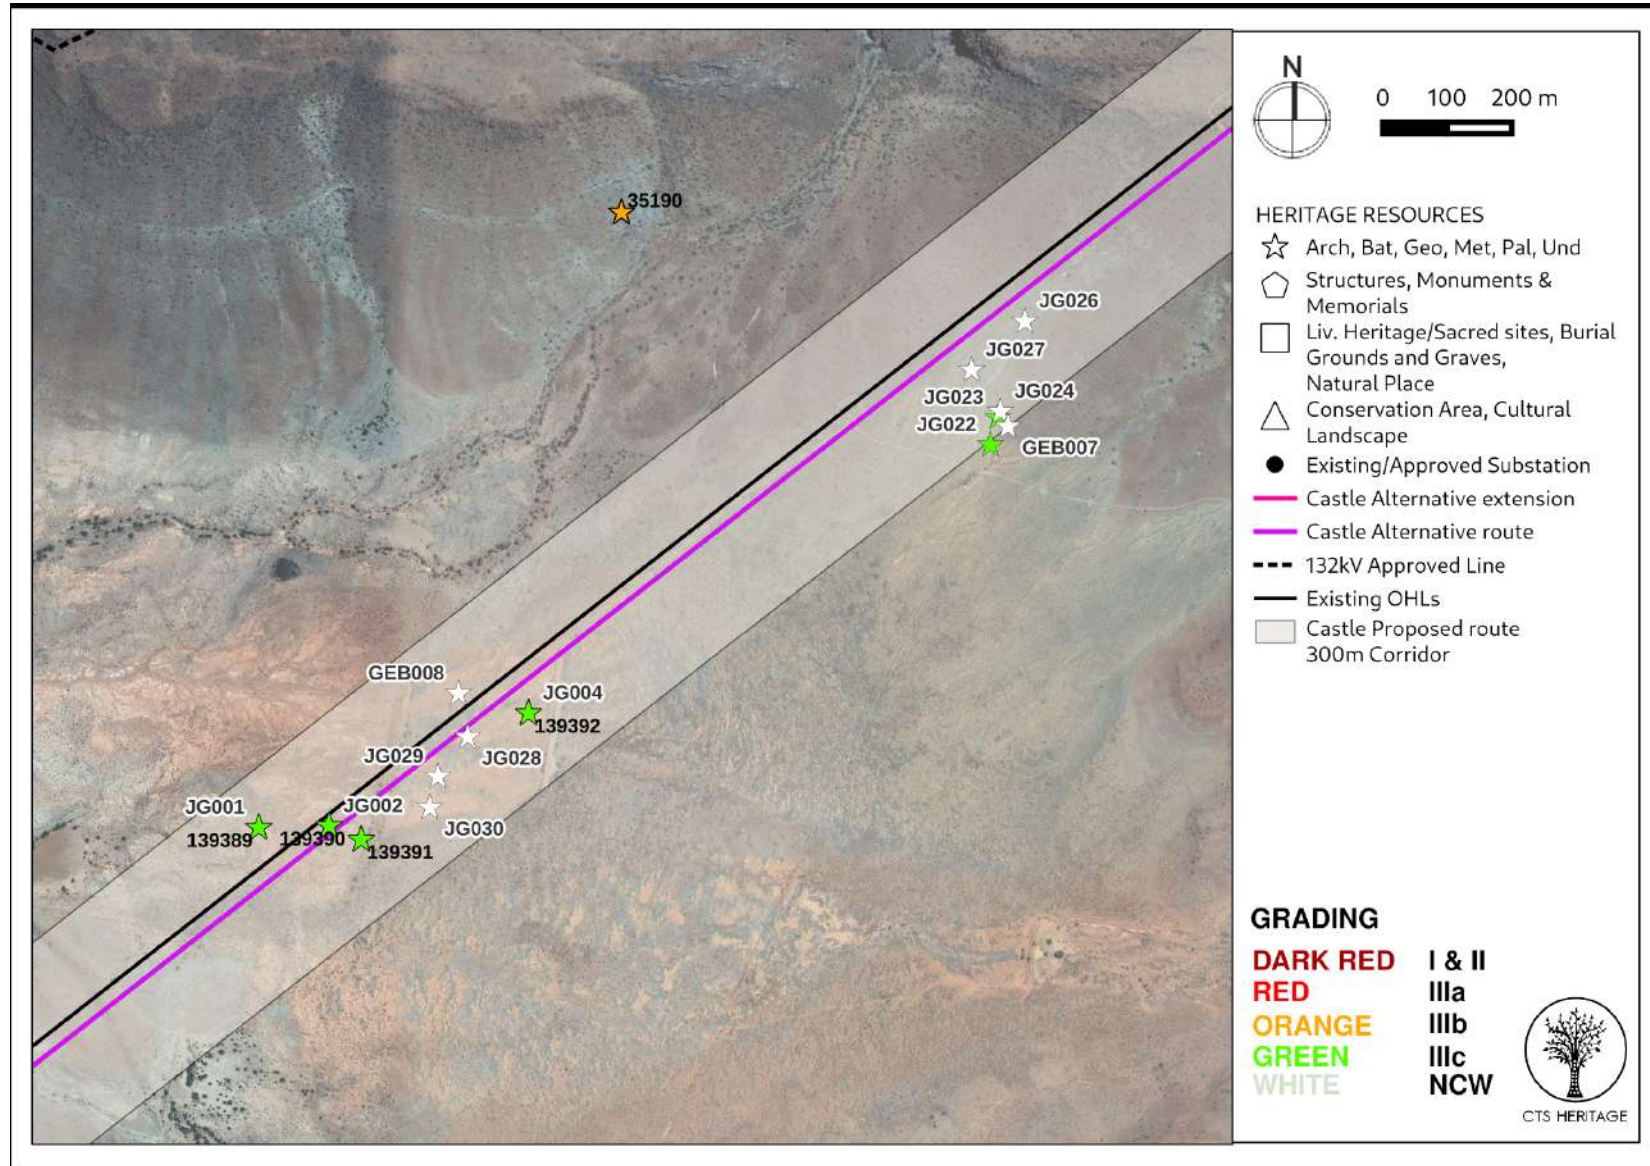 35190
JG026
JG027
JG023
JG024
JG022
GEB007
GEB008
JG004
139392
JG029
JG028
JG001
JG002
139389
139390
JG030
139391
N
0 100 200 m
HERITAGE RESOURCES
Arch, Bat, Geo, Met, Pal, Und
Structures, Monuments &
Memorials
Liv. Heritage/Sacred sites, Burial
Grounds and Graves,
Natural Place
Conservation Area, Cultural
Landscape
Existing/Approved Substation
Castle Alternative extension
Castle Alternative route
132kV Approved Line
Existing OHLs
Castle Proposed route
300m Corridor
GRADING
DARK RED I & II
RED IIIa
ORANGE IIIb
GREEN IIIc
WHITE NCW
CTS HERITAGE